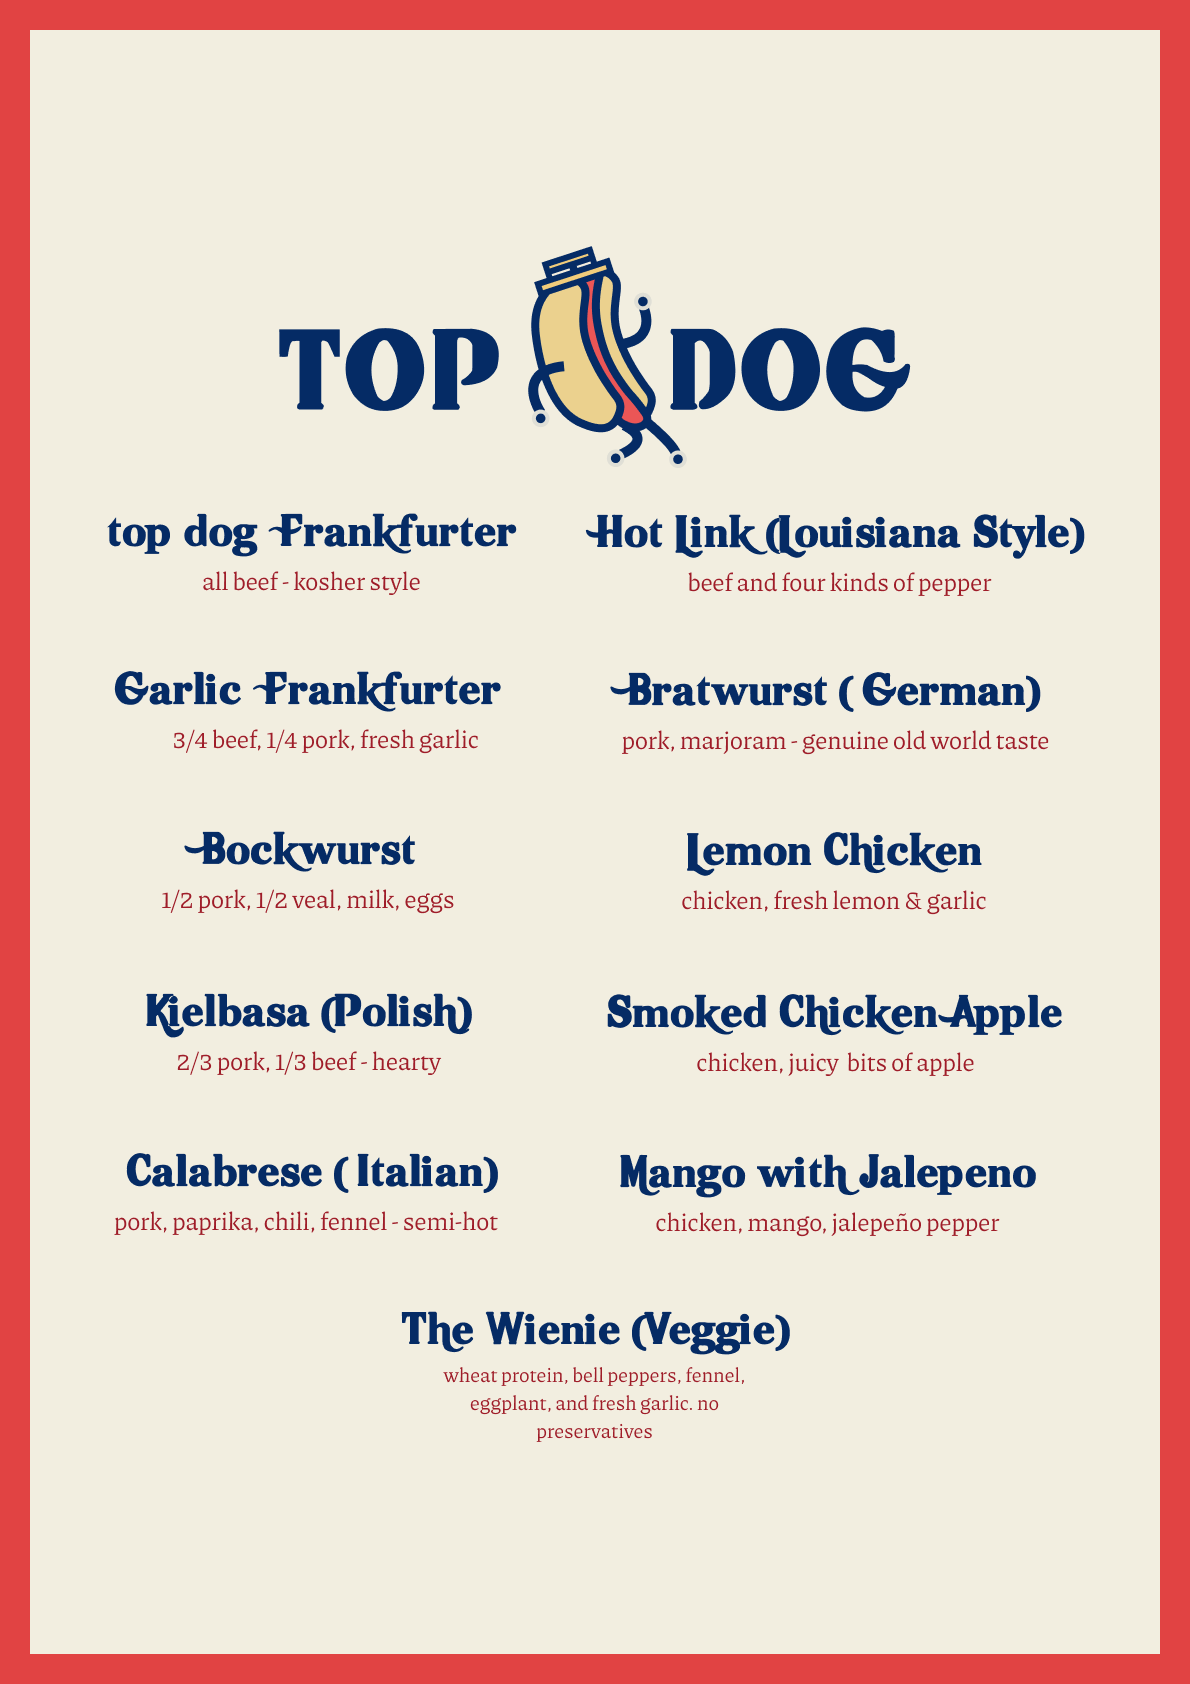 TOP DOG
top dog Frankfurter
all beef - kosher style
Hot Link (Louisiana Style)
beef and four kinds of pepper
Garlic Frankfurter
3/4 beef, 1/4 pork, fresh garlic
Bratwurst ( German)
pork, marjoram - genuine old world taste
Bockwurst
1/2 pork, 1/2 veal, milk, eggs
Lemon Chicken
chicken, fresh lemon & garlic
Kielbasa (Polish)
2/3 pork, 1/3 beef - hearty
Smoked Chicken-Apple
chicken, juicy bits of apple
Calabrese ( Italian)
pork, paprika, chili, fennel - semi-hot
Mango with Jalepeno
chicken, mango, jalepeño pepper
The Wienie (Veggie)
wheat protein, bell peppers, fennel,
eggplant, and fresh garlic. no
preservatives